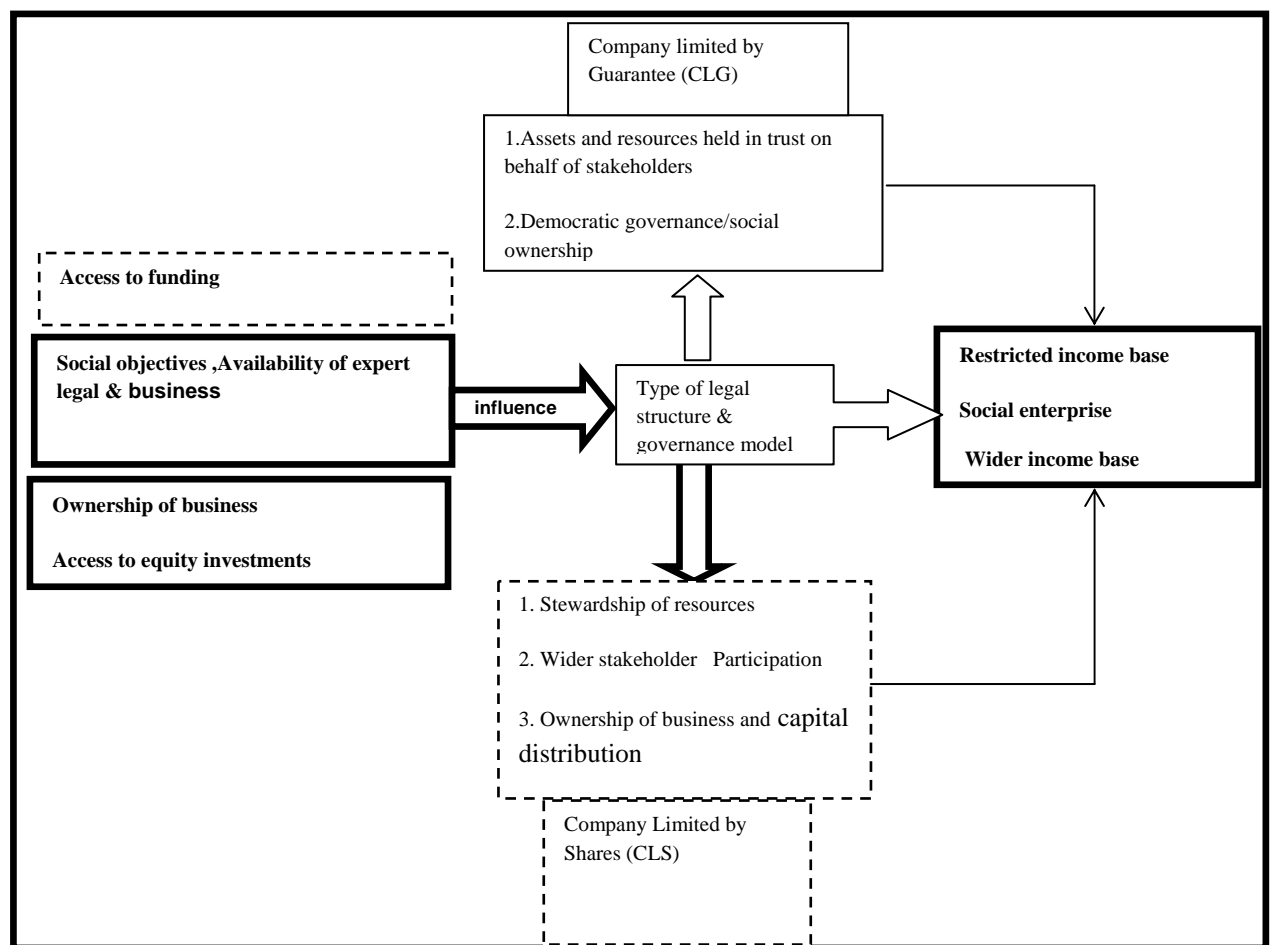 Company limited by
Guarantee (CLG)
1.Assets and resources held in trust on
behalf of stakeholders
2.Democratic governance/social
ownership
Access to funding
Social objectives ,Availability of expert
legal & business
influence
Type of legal
structure &
governance model
Restricted income base
Social enterprise
Wider income base
Ownership of business
Access to equity investments
1. Stewardship of resources
2. Wider stakeholder Participation
3. Ownership of business and capital
distribution
Company Limited by
Shares (CLS)